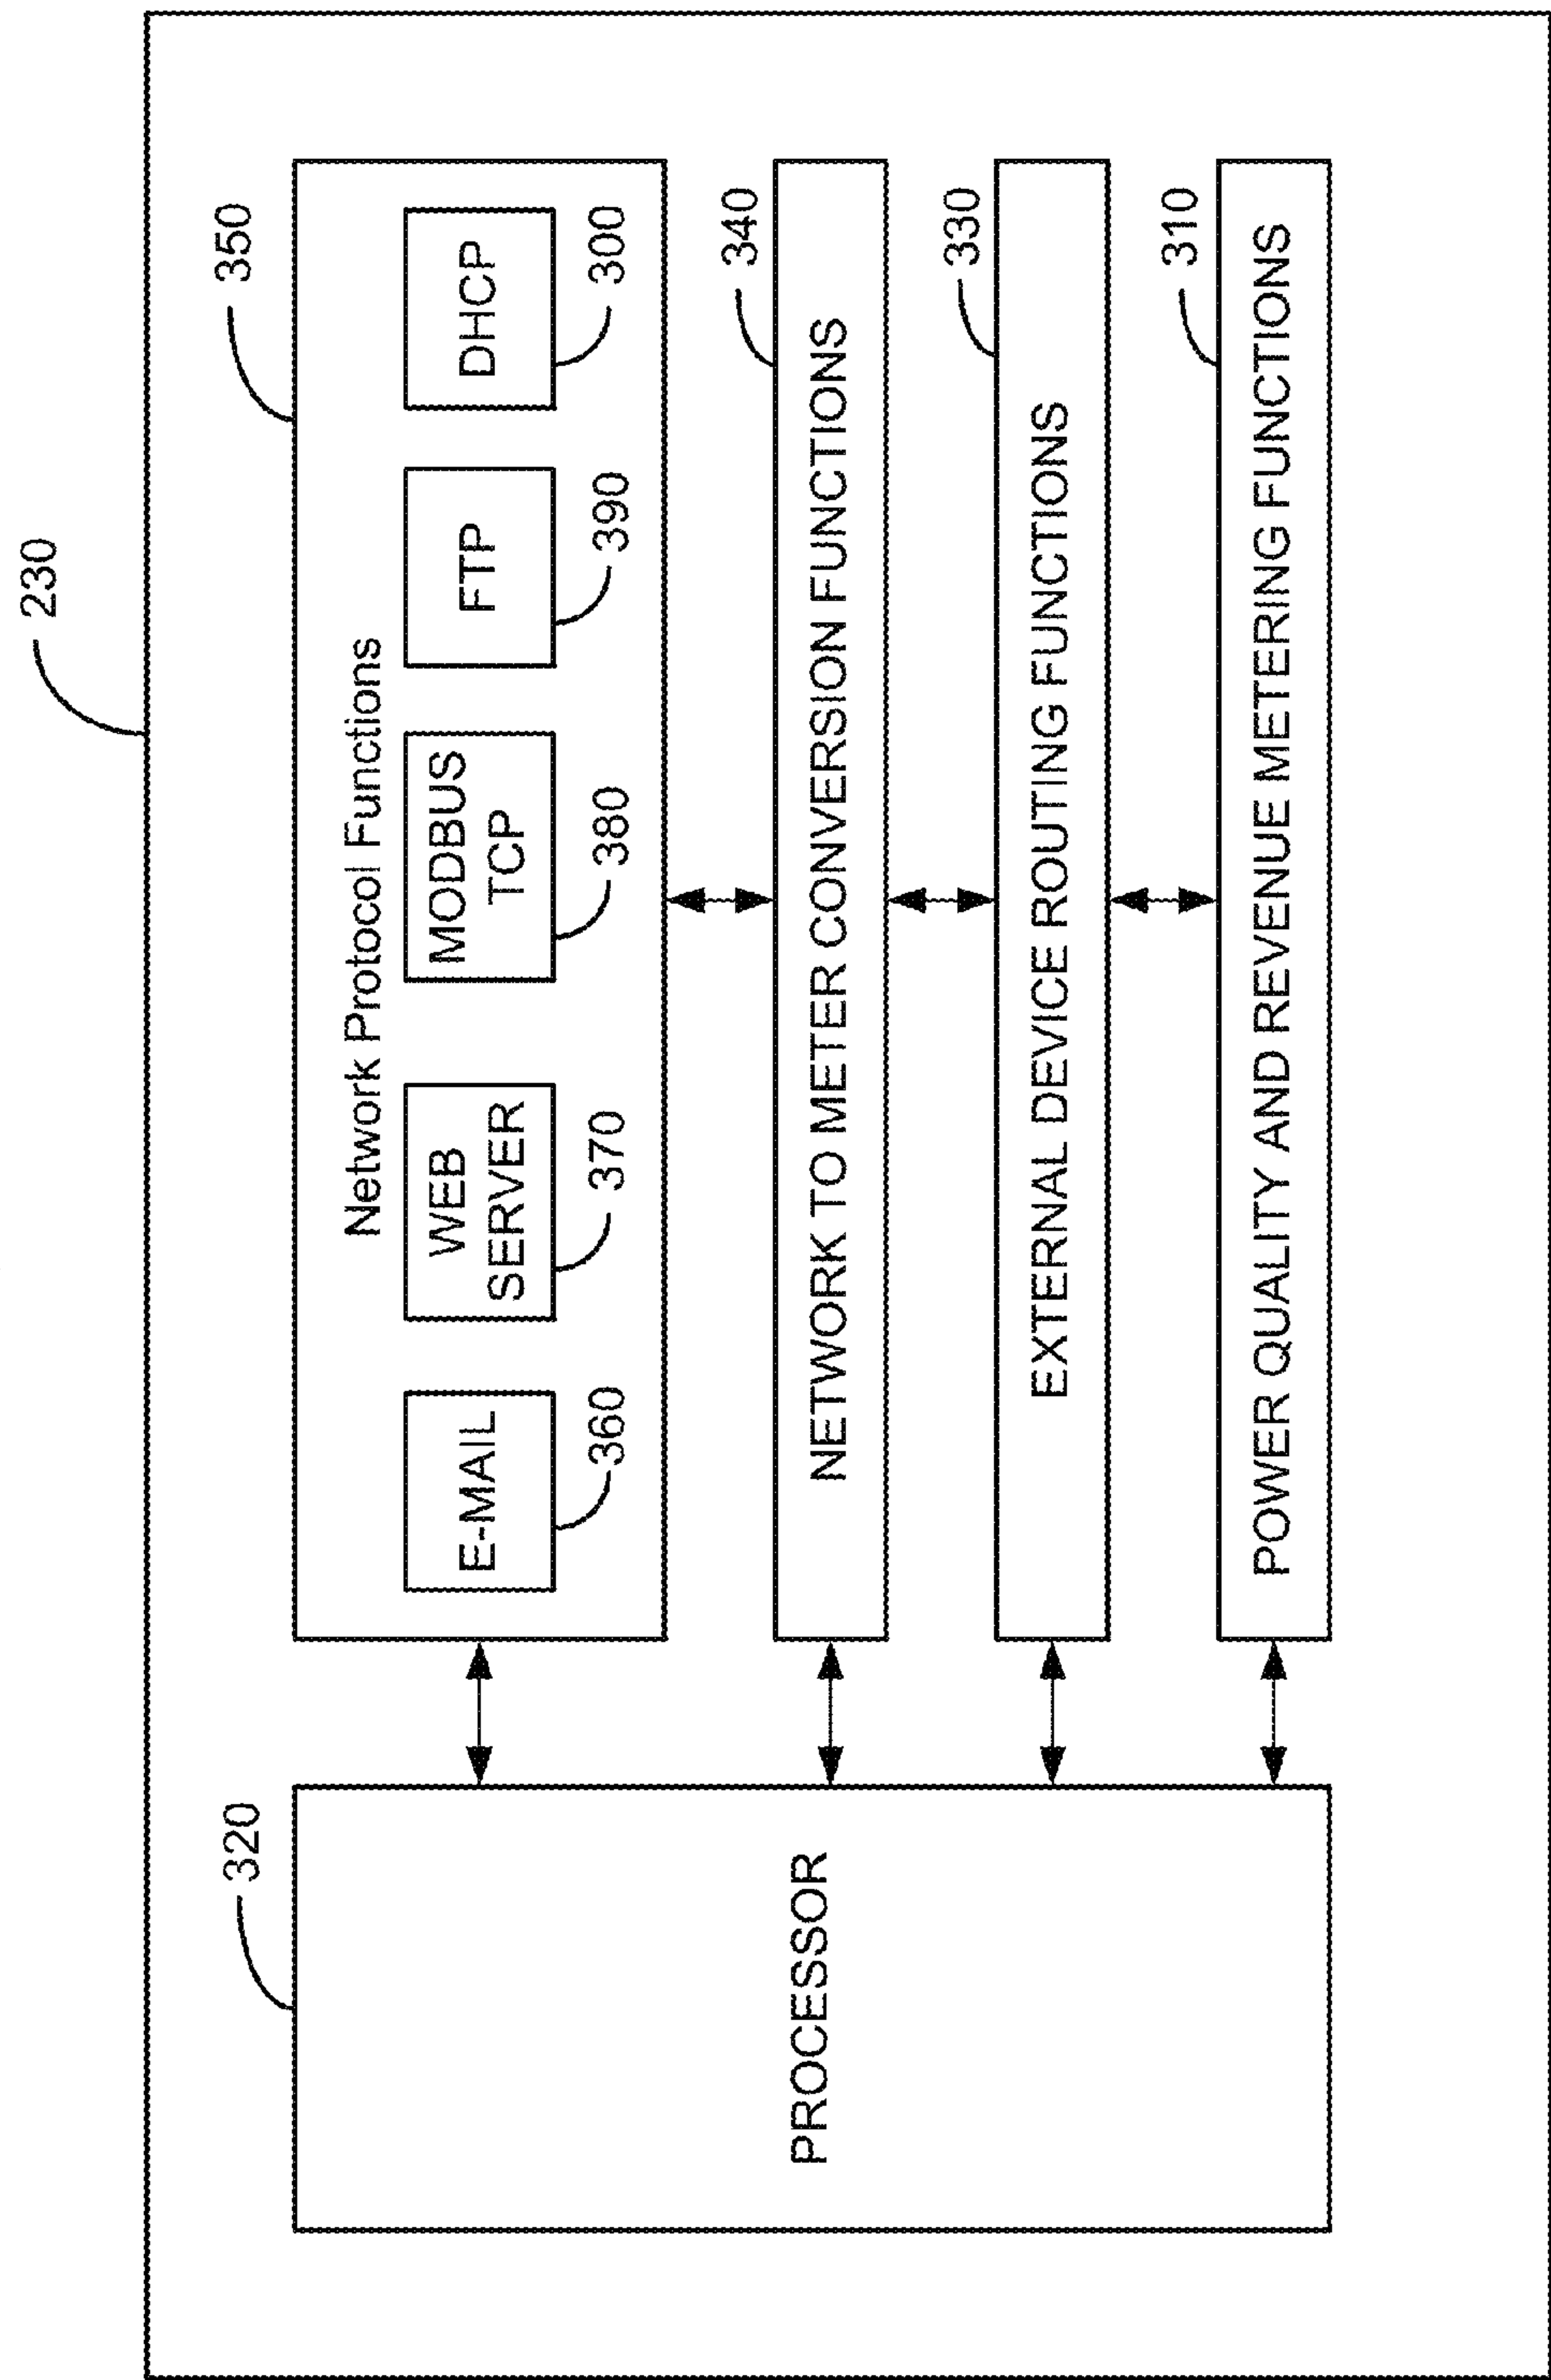 230
350
Network Protocol Functions
E-MAIL
360
WEB
SERVER
370
MODBUS
TCP
380
FTP
390
DHCP
300
320
PROCESSOR
340
NETWORK TO METER CONVERSION FUNCTIONS
330
EXTERNAL DEVICE ROUTING FUNCTIONS
310
POWER QUALITY AND REVENUE METERING FUNCTIONS